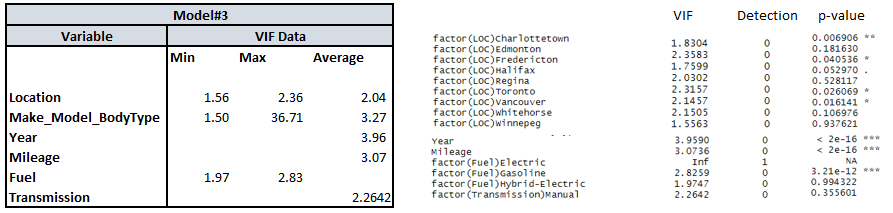 Model#3
Variable VIF Data
Min Max Average
Location 1.56 2.36 2.04
Make_Model_BodyType 1.50 36.71 3.27
Year 3.96
Mileage 3.07
Fuel 1.97 2.83
Transmission 2.2642
VIF Detection p-value
factor(LOC)Charlottetown 1.8304 0 0.006906 **
factor(LOC)Edmonton 2.3583 0 0.181630
factor(LOC)Fredericton 1.7599 0 0.040536 *
factor(LOC)Halifax 2.0302 0 0.052970 .
factor(LOC)Regina 2.3157 0 0.528117
factor(LOC)Toronto 2.1457 0 0.026069 *
factor(LOC)Vancouver 2.1505 0 0.016141 *
factor(LOC)Whitehorse 1.5563 0 0.106976
factor(LOC)Winnepeg 0.937621
Year 3.9590 0 < 2e-16 ***
Mileage 3.0736 0 < 2e-16 ***
factor(Fuel)Electric Inf 1 NA
factor(Fuel)Gasoline 2.8259 0 3.21e-12 ***
factor(Fuel)Hybrid-Electric 1.9747 0 0.994322
factor(Transmission)Manual 2.2642 0 0.355601